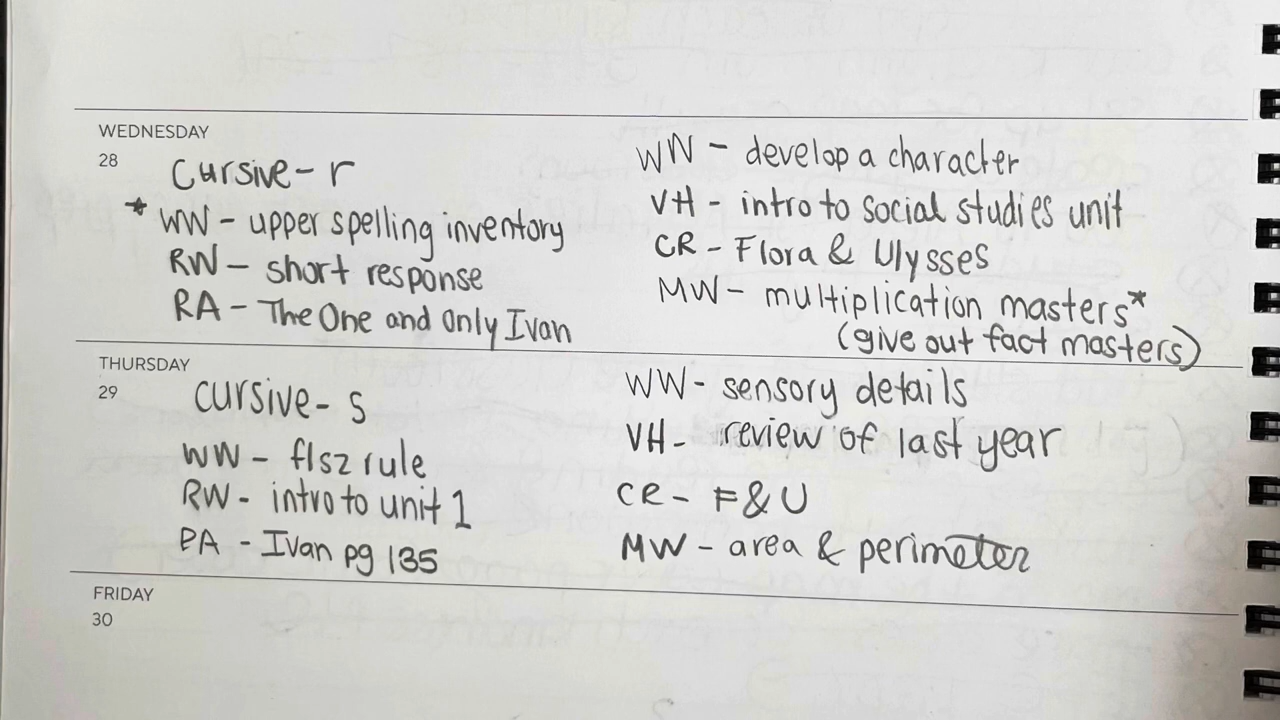 WEDNESDAY
28
Cursive - r
* WW - upper spelling inventory
RW - short response
RA - The One and Only Ivan
WW - develop a character
VH - intro to social studies unit
CR - Flora & Ulysses
MW - multiplication masters*
(give out fact masters)
THURSDAY
29
cursive - s
WW - flsz rule
RW - intro to unit 1
RA - Ivan pg 135
WW - sensory details
VH - review of last year
CR - F & U
MW - area & perimeter
FRIDAY
30